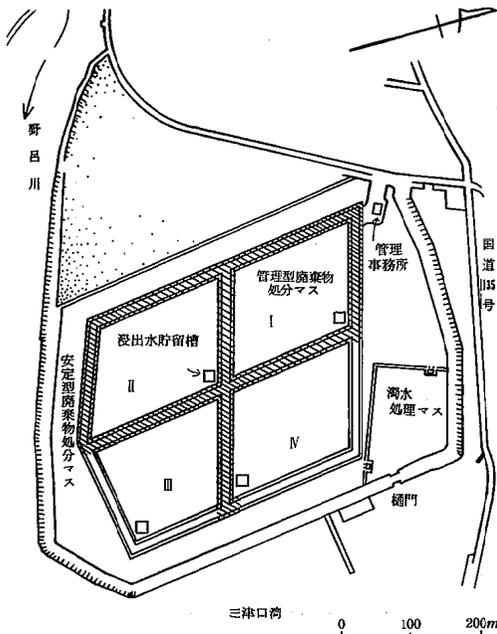 野呂川
管理
事務所
国道185号
管理型廃棄物
処分マス
I
浸出水貯留槽
II
安定型廃棄物処分マス
濁水
処理マス
IV
III
樋門
三津口湾
0 100 200m